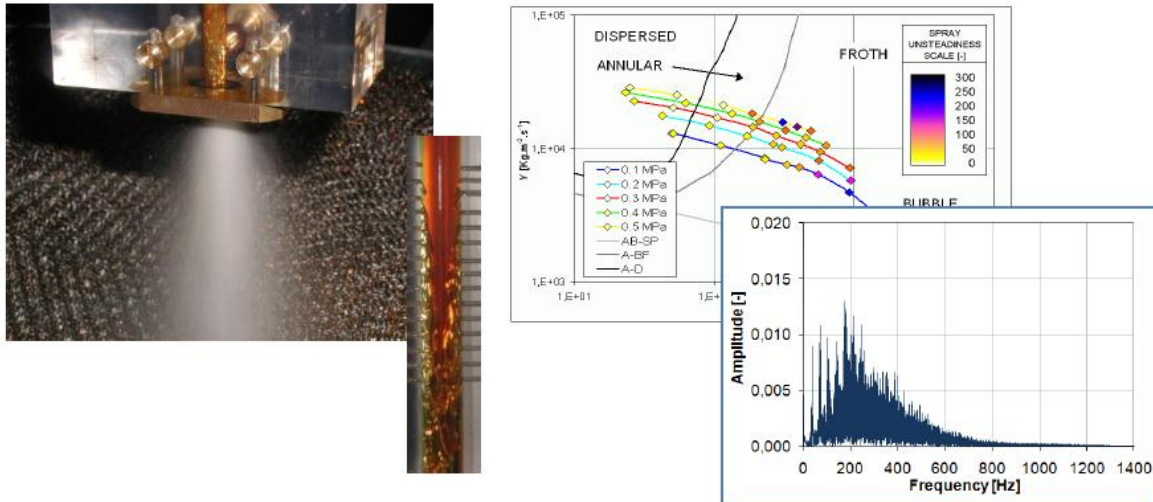 1,E+05
DISPERSED
ANNULAR
FROTH
SPRAY
UNSTEADINESS
SCALE [-]
300
250
200
150
100
50
0
Y [Kg.m⁻².s⁻¹]
1,E+04
0.1 MPa
0.2 MPa
0.3 MPa
0.4 MPa
0.5 MPa
AB-SP
A-BF
A-D
BUBBLE
1,E+03
1,E+01
0,020
0,015
0,010
0,005
0,000
Amplitude [-]
0
200
400
600
800
1000
1200
1400
Frequency [Hz]